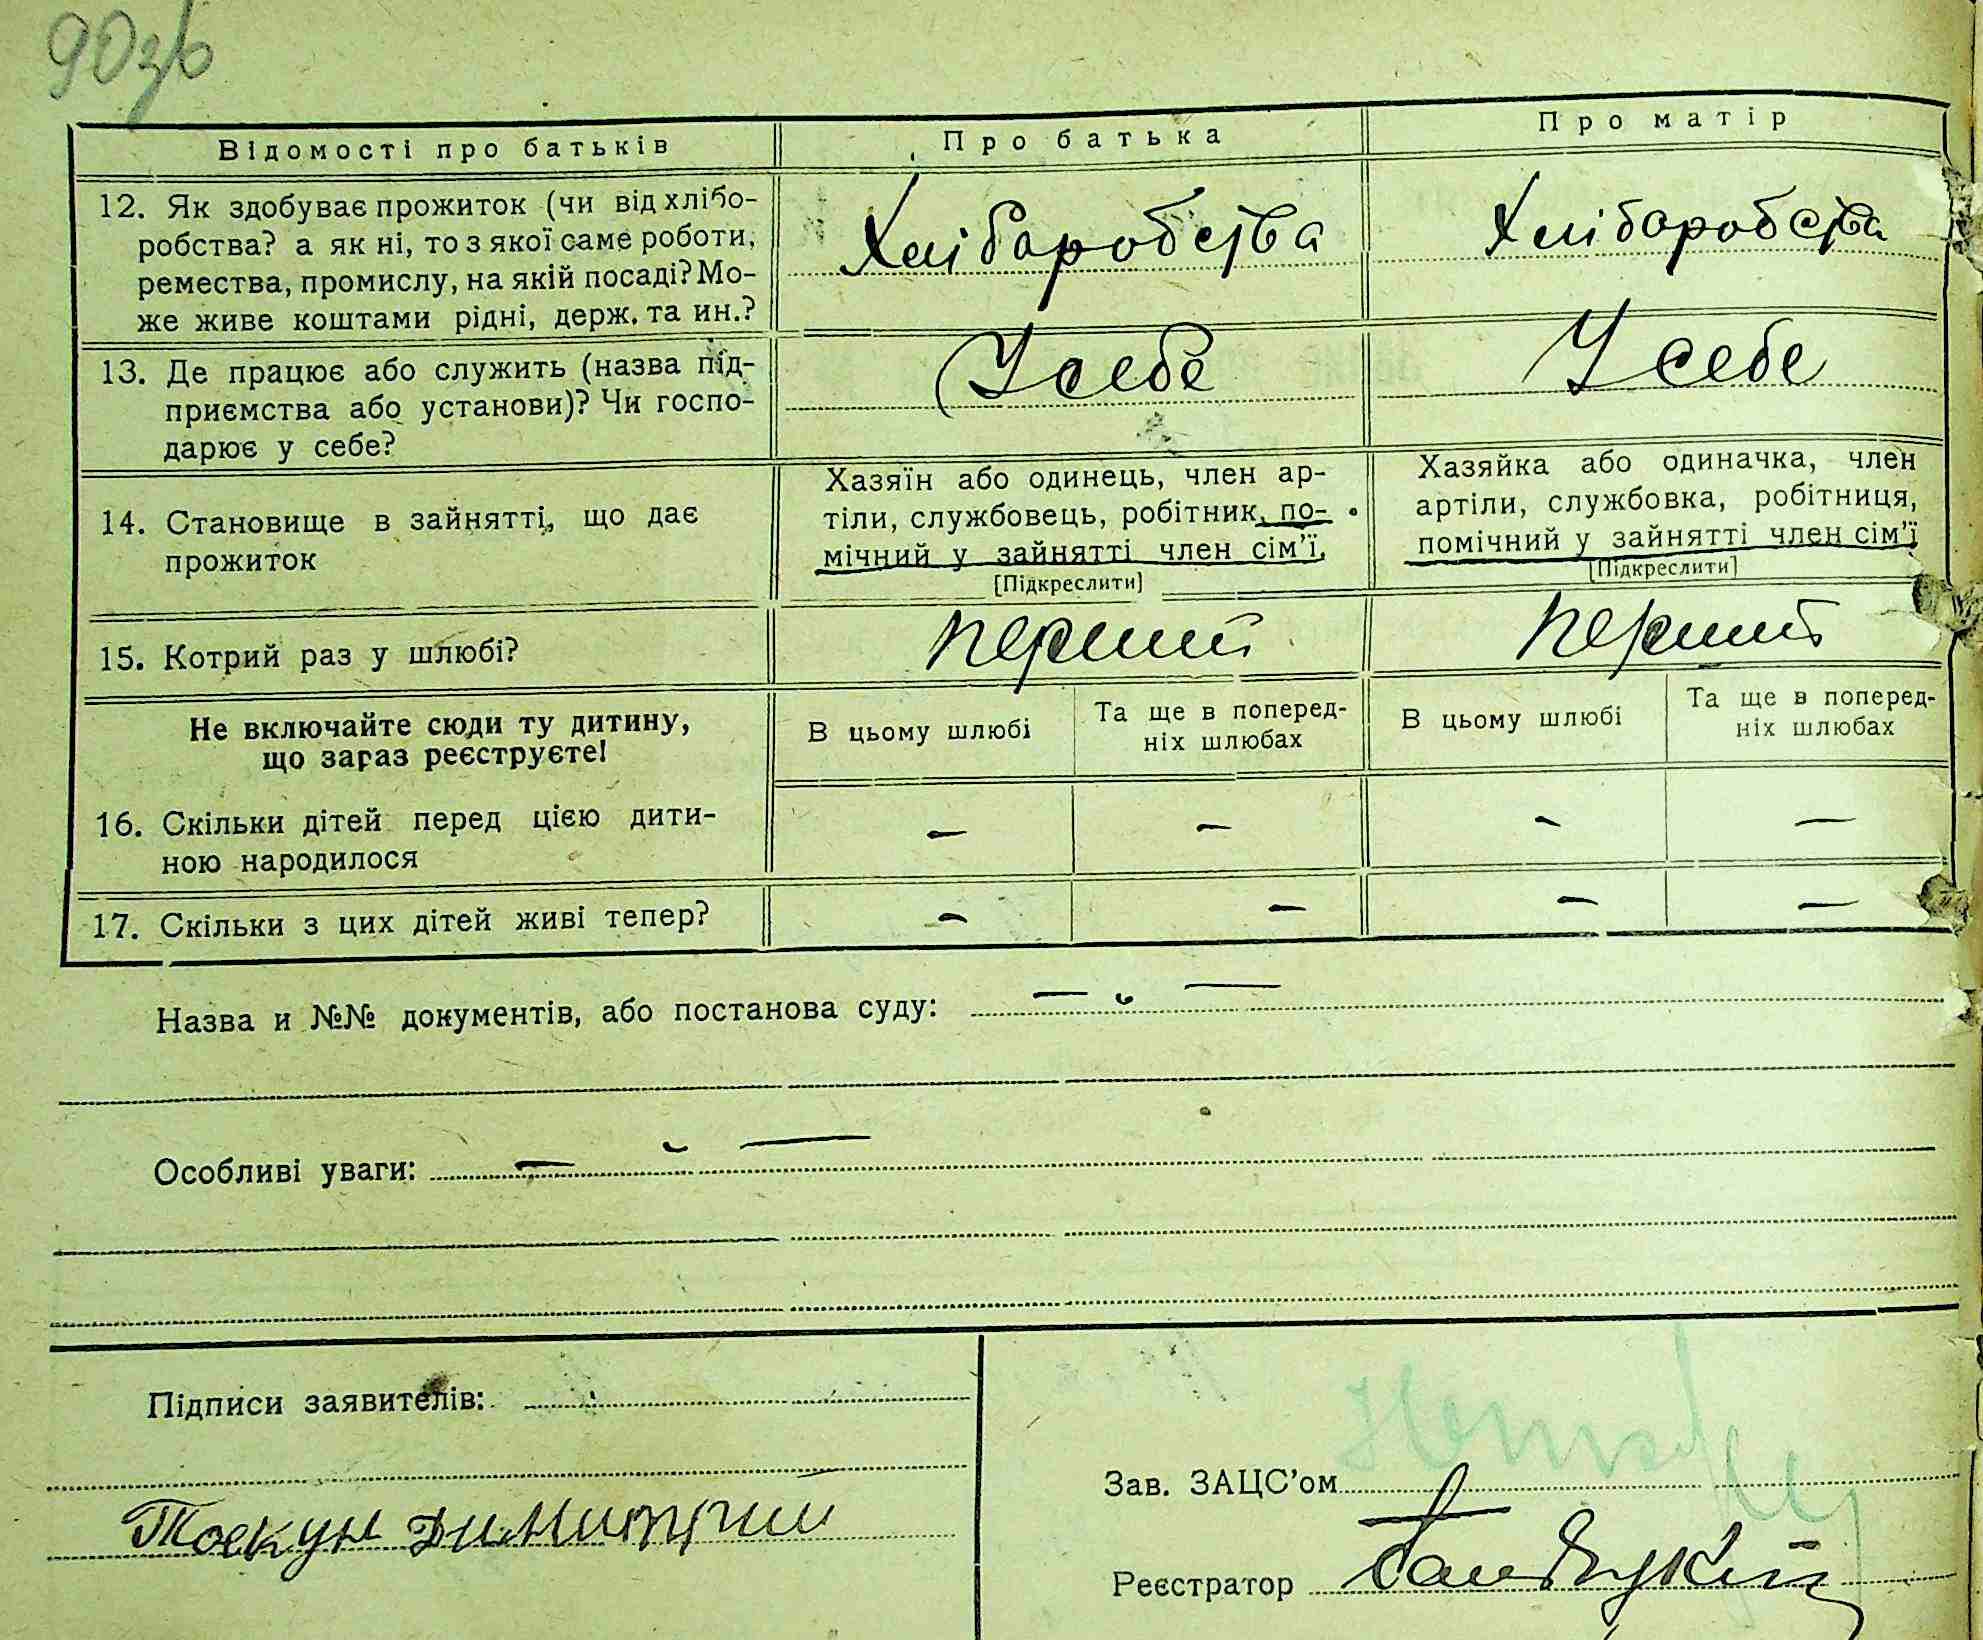 90зв
Відомості про батьків
Про батька
Про матір
12. Як здобуває прожиток (чи від хлібо-
робства? а як ні, то з якої саме роботи,
ремества, промислу, на якій посаді? Мо-
же живе коштами рідні, держ. та ин.?
Хліборобства
Хліборобства
13. Де працює або служить (назва під-
приємства або установи)? Чи госпо-
дарює у себе?
У себе
У себе
14. Становище в зайнятті, що дає
прожиток
Хазяїн або одинець, член ар-
тіли, службовець, робітник, по-
мічний у зайнятті член сім'ї,
[Підкреслити]
Хазяйка або одиначка, член
артіли, службовка, робітниця,
помічний у зайнятті член сім'ї
[Підкреслити]
15. Котрий раз у шлюбі?
перший
перший
Не включайте сюди ту дитину,
що зараз реєструєте!
В цьому шлюбі
Та ще в поперед-
ніх шлюбах
В цьому шлюбі
Та ще в поперед-
ніх шлюбах
16. Скільки дітей перед цією дити-
ною народилося
– – – –
17. Скільки з цих дітей живі тепер?
– – – –
Назва и №№ документів, або постанова суду: — " —
Особливі уваги: — " —
Підписи заявителів:
Димитрии
Зав. ЗАЦС'ом
Реєстратор